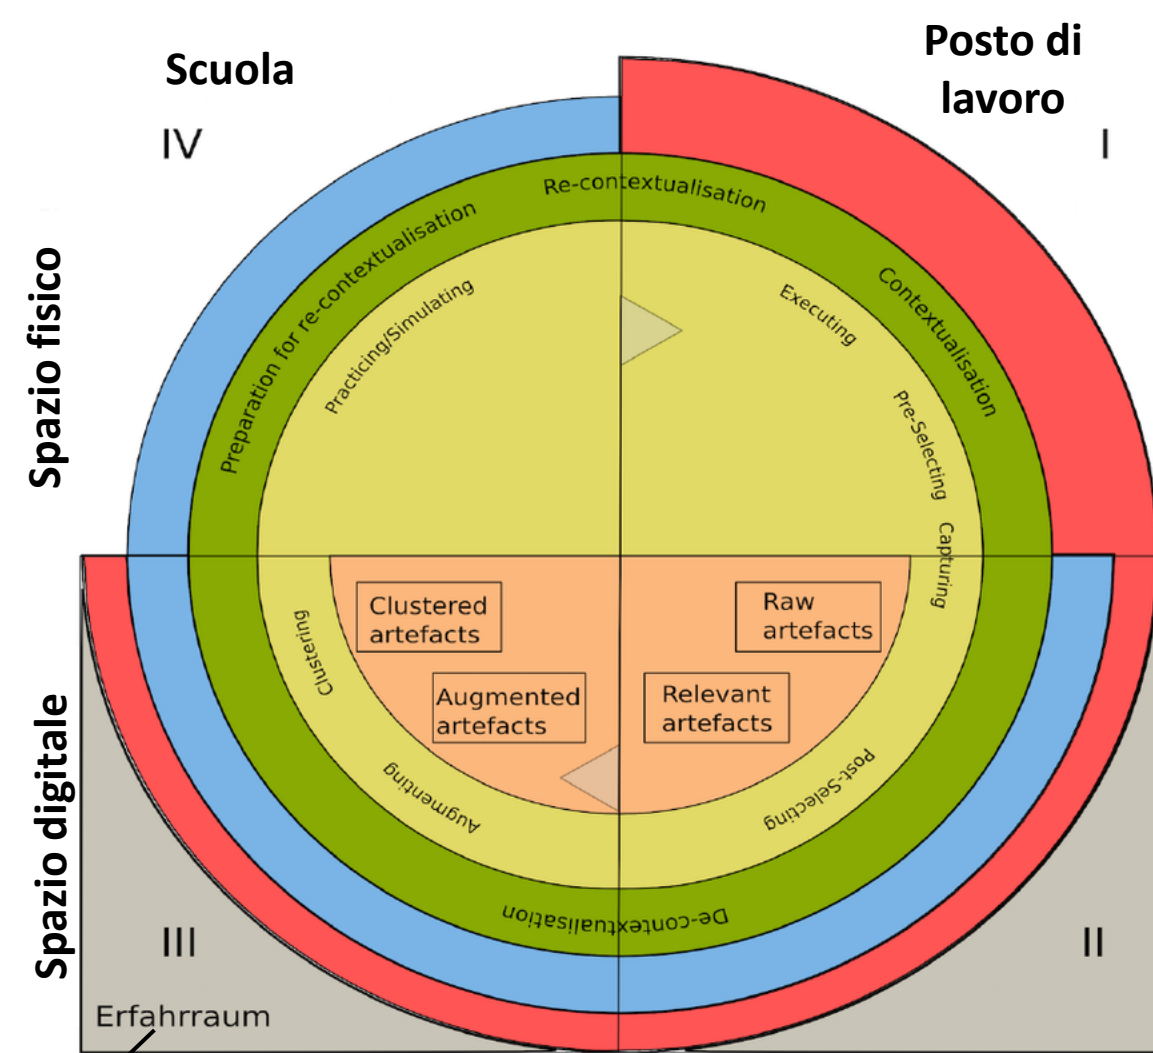 Scuola
Posto di
lavoro
IV
I
Spazio fisico
Re-contextualisation
Preparation for re-contextualisation
Contextualisation
Practicing/Simulating
Executing
Pre-Selecting
Capturing
Clustered
artefacts
Raw
artefacts
Augmented
artefacts
Relevant
artefacts
Clustering
Augmenting
Post-Selecting
De-contextualisation
Spazio digitale
III
II
Erfahrraum